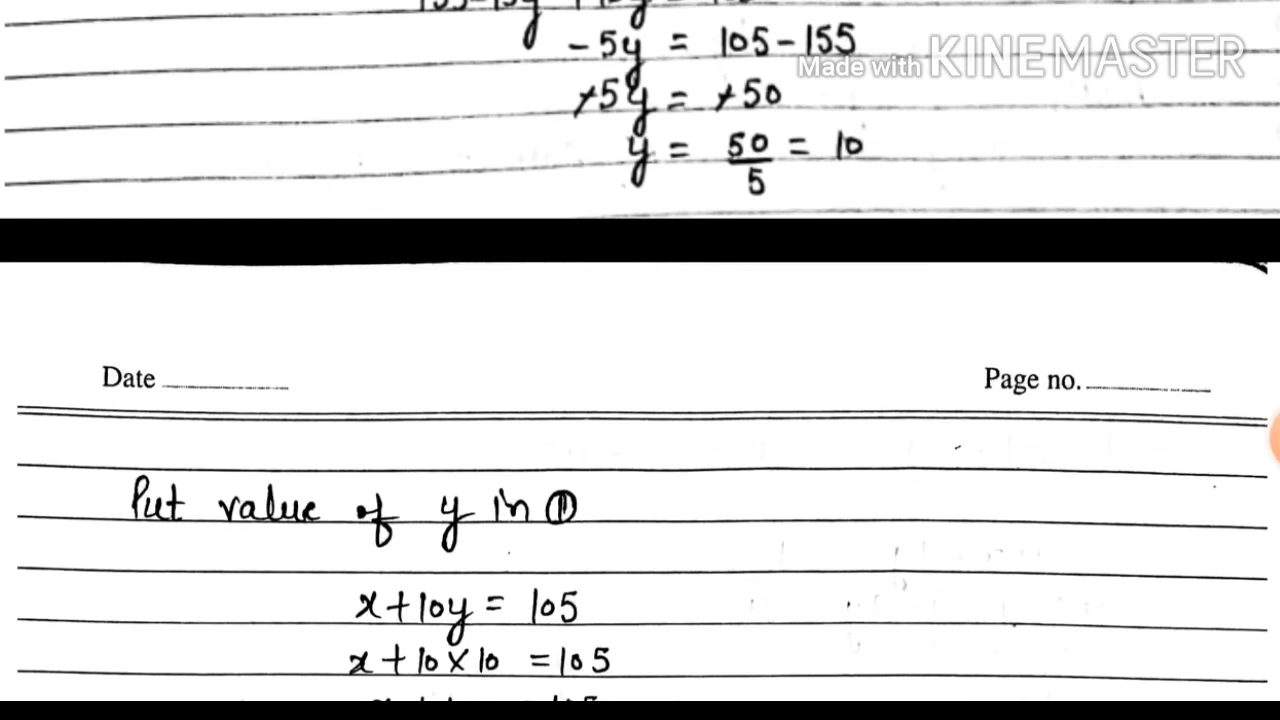 -5y = 105-155
Made with KINEMASTER
-5y = -50
y = 50/5 = 10
Date
Page no.
Put value of y in ①
x+10y = 105
x+10×10 =105